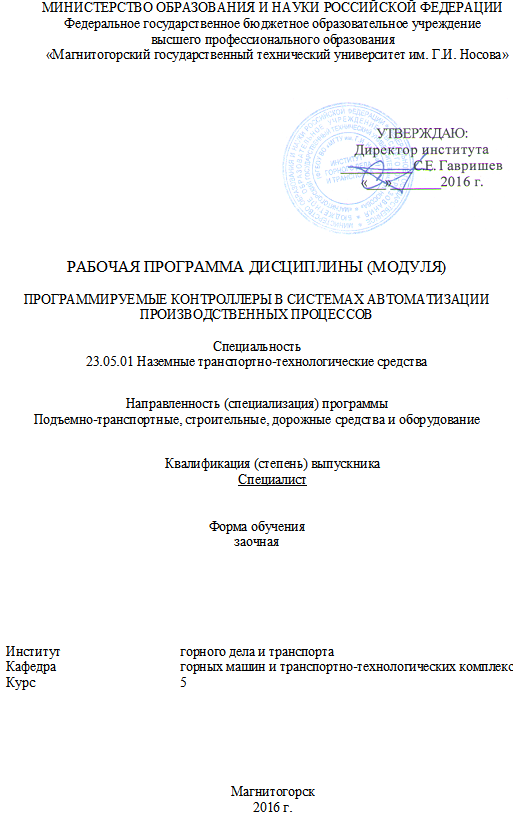 МИНИСТЕРСТВО ОБРАЗОВАНИЯ И НАУКИ РОССИЙСКОЙ ФЕДЕРАЦИИ
Федеральное государственное бюджетное образовательное учреждение
высшего профессионального образования
«Магнитогорский государственный технический университет им. Г.И. Носова»
УТВЕРЖДАЮ:
Директор института
С.Е. Гавришев
«__»________2016 г.
РАБОЧАЯ ПРОГРАММА ДИСЦИПЛИНЫ (МОДУЛЯ)
ПРОГРАММИРУЕМЫЕ КОНТРОЛЛЕРЫ В СИСТЕМАХ АВТОМАТИЗАЦИИ
ПРОИЗВОДСТВЕННЫХ ПРОЦЕССОВ
Специальность
23.05.01 Наземные транспортно-технологические средства
Направленность (специализация) программы
Подъемно-транспортные, строительные, дорожные средства и оборудование
Квалификация (степень) выпускника
Специалист
Форма обучения
заочная
Институт горного дела и транспорта
Кафедра горных машин и транспортно-технологических комплекс
Курс 5
Магнитогорск
2016 г.